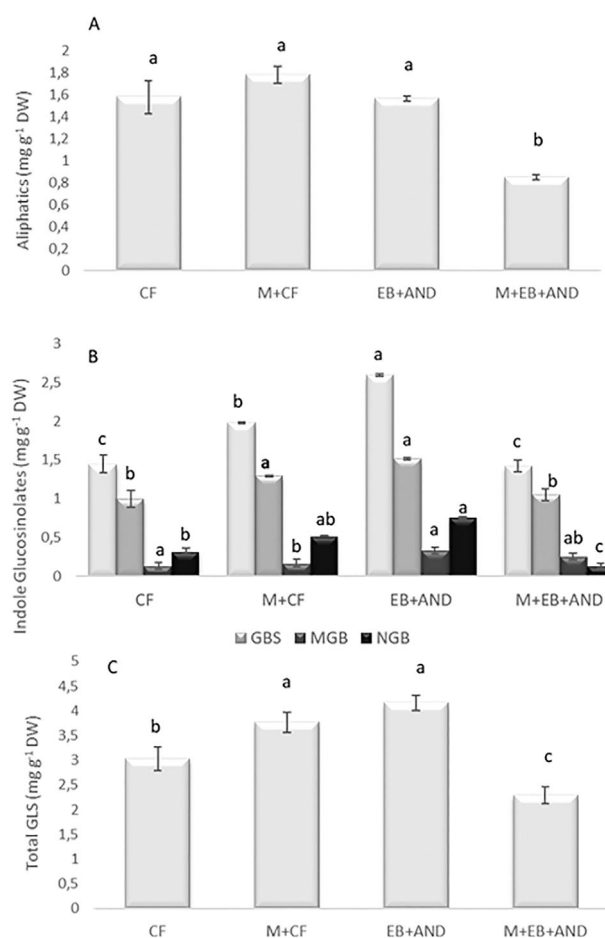 A
Aliphatics (mg g-1 DW)
2
1,8
1,6
1,4
1,2
1
0,8
0,6
0,4
0,2
0
a
a
a
b
CF
M+CF
EB+AND
M+EB+AND
B
Indole Glucosinolates (mg g-1 DW)
3
2,5
2
1,5
1
0,5
0
c
b
a
b
b
a
b
ab
a
a
a
a
c
b
ab
c
CF
M+CF
EB+AND
M+EB+AND
GBS
MGB
NGB
C
Total GLS (mg g-1 DW)
5
4,5
4
3,5
3
2,5
2
1,5
1
0,5
0
b
a
a
c
CF
M+CF
EB+AND
M+EB+AND